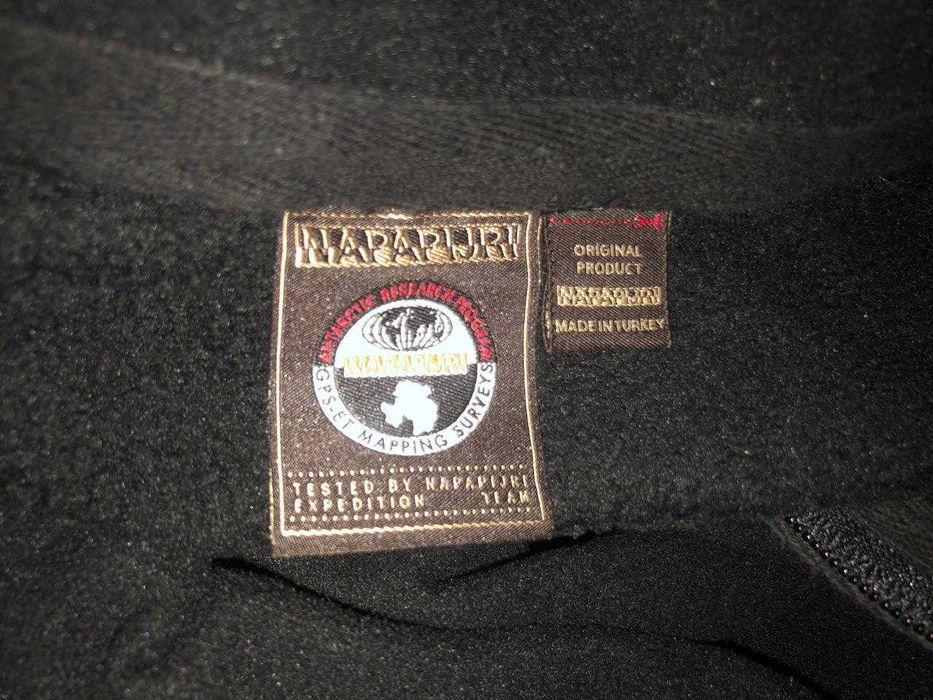 NAPAPIJRI
ANTARCTIC RESEARCH PROGRAM
NAPAPIJRI
GPS-ET MAPPING SURVEYS
TESTED BY NAPAPIJRI
EXPEDITION TEAM
ORIGINAL
PRODUCT
NAPAPIJRI
MADE IN TURKEY